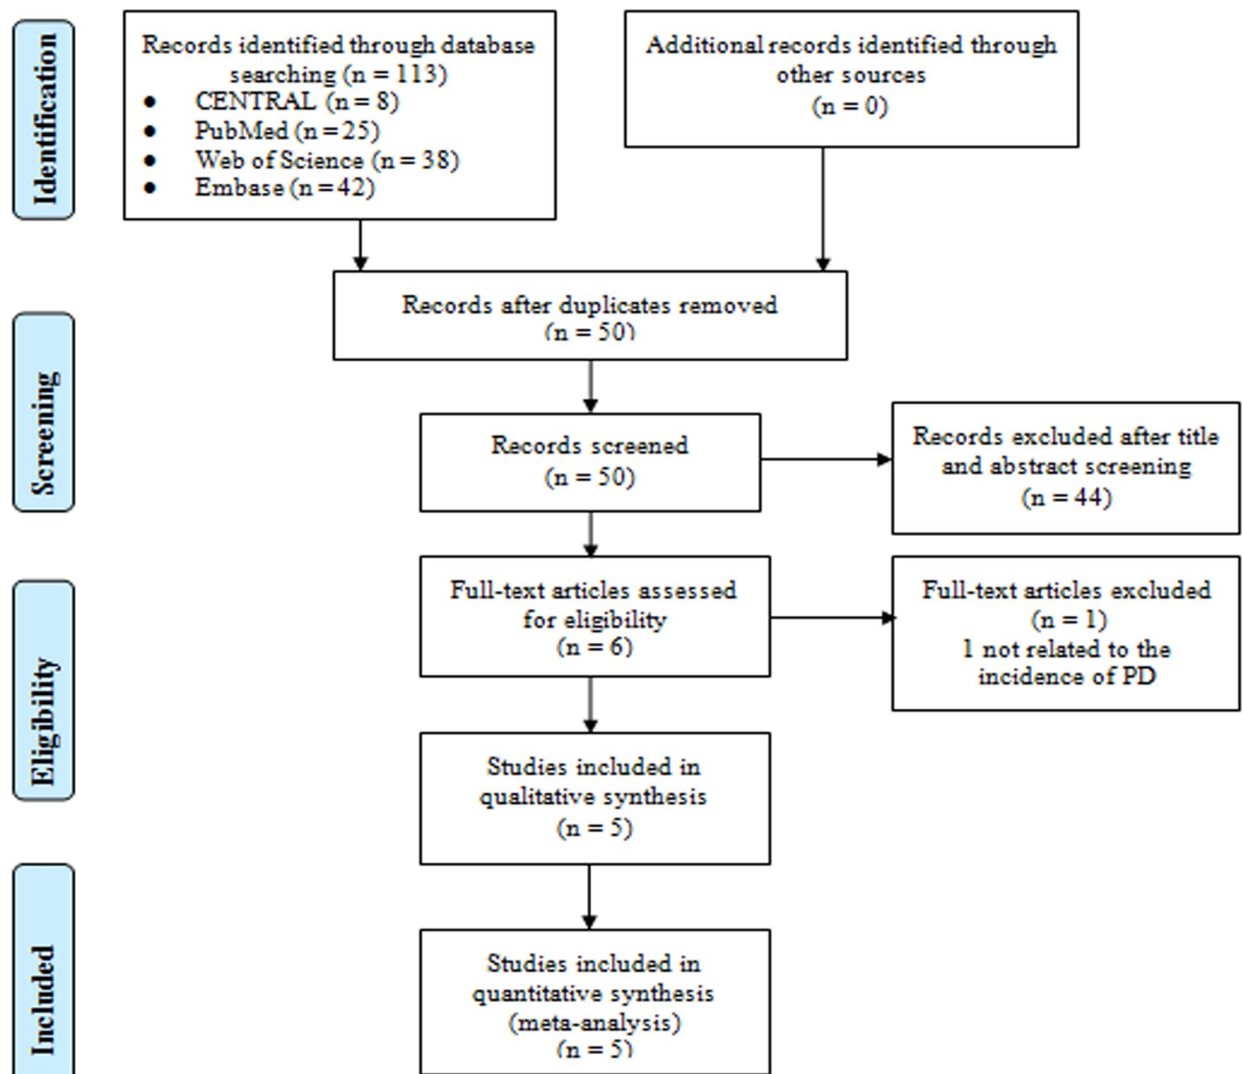 Identification
Records identified through database
searching (n = 113)
● CENTRAL (n = 8)
● PubMed (n = 25)
● Web of Science (n = 38)
● Embase (n = 42)
Additional records identified through
other sources
(n = 0)
Records after duplicates removed
(n = 50)
Screening
Records screened
(n = 50)
Records excluded after title
and abstract screening
(n = 44)
Eligibility
Full-text articles assessed
for eligibility
(n = 6)
Full-text articles excluded
(n = 1)
1 not related to the
incidence of PD
Studies included in
qualitative synthesis
(n = 5)
Included
Studies included in
quantitative synthesis
(meta-analysis)
(n = 5)